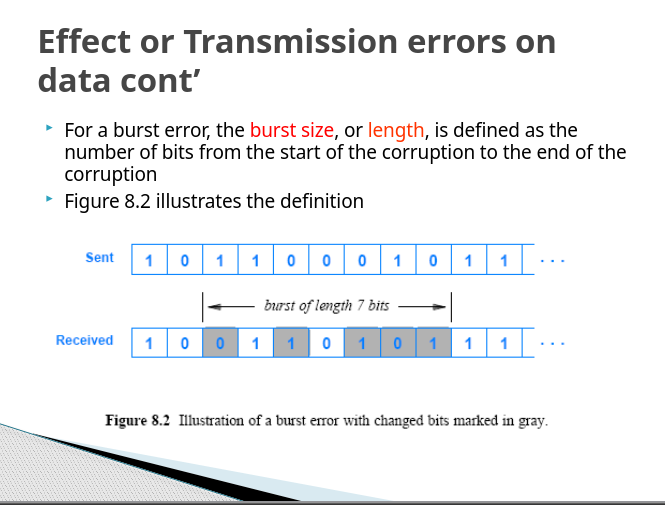 Effect or Transmission errors on
data cont’
For a burst error, the burst size, or length, is defined as the
number of bits from the start of the corruption to the end of the
corruption
Figure 8.2 illustrates the definition
Sent 1 0 1 1 0 0 0 1 0 1 1 . . .
burst of length 7 bits
Received 1 0 0 1 1 0 1 0 1 1 1 . . .
Figure 8.2 Illustration of a burst error with changed bits marked in gray.